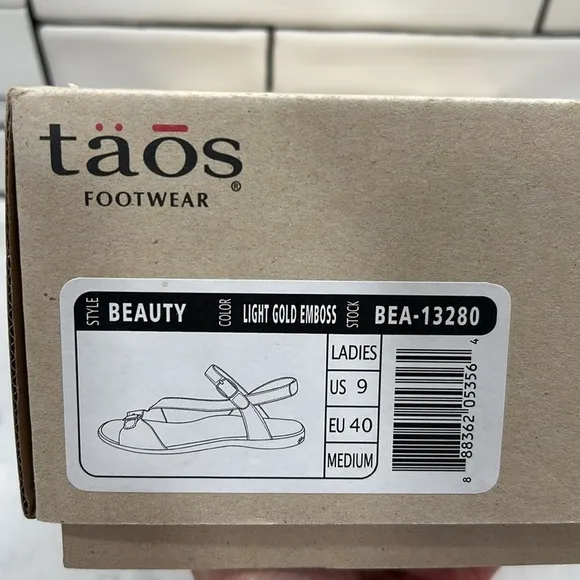 täōs
FOOTWEAR ®
STYLE BEAUTY COLOR LIGHT GOLD EMBOSS STOCK BEA-13280
LADIES
US 9
EU 40
MEDIUM
8 88362 05356 4